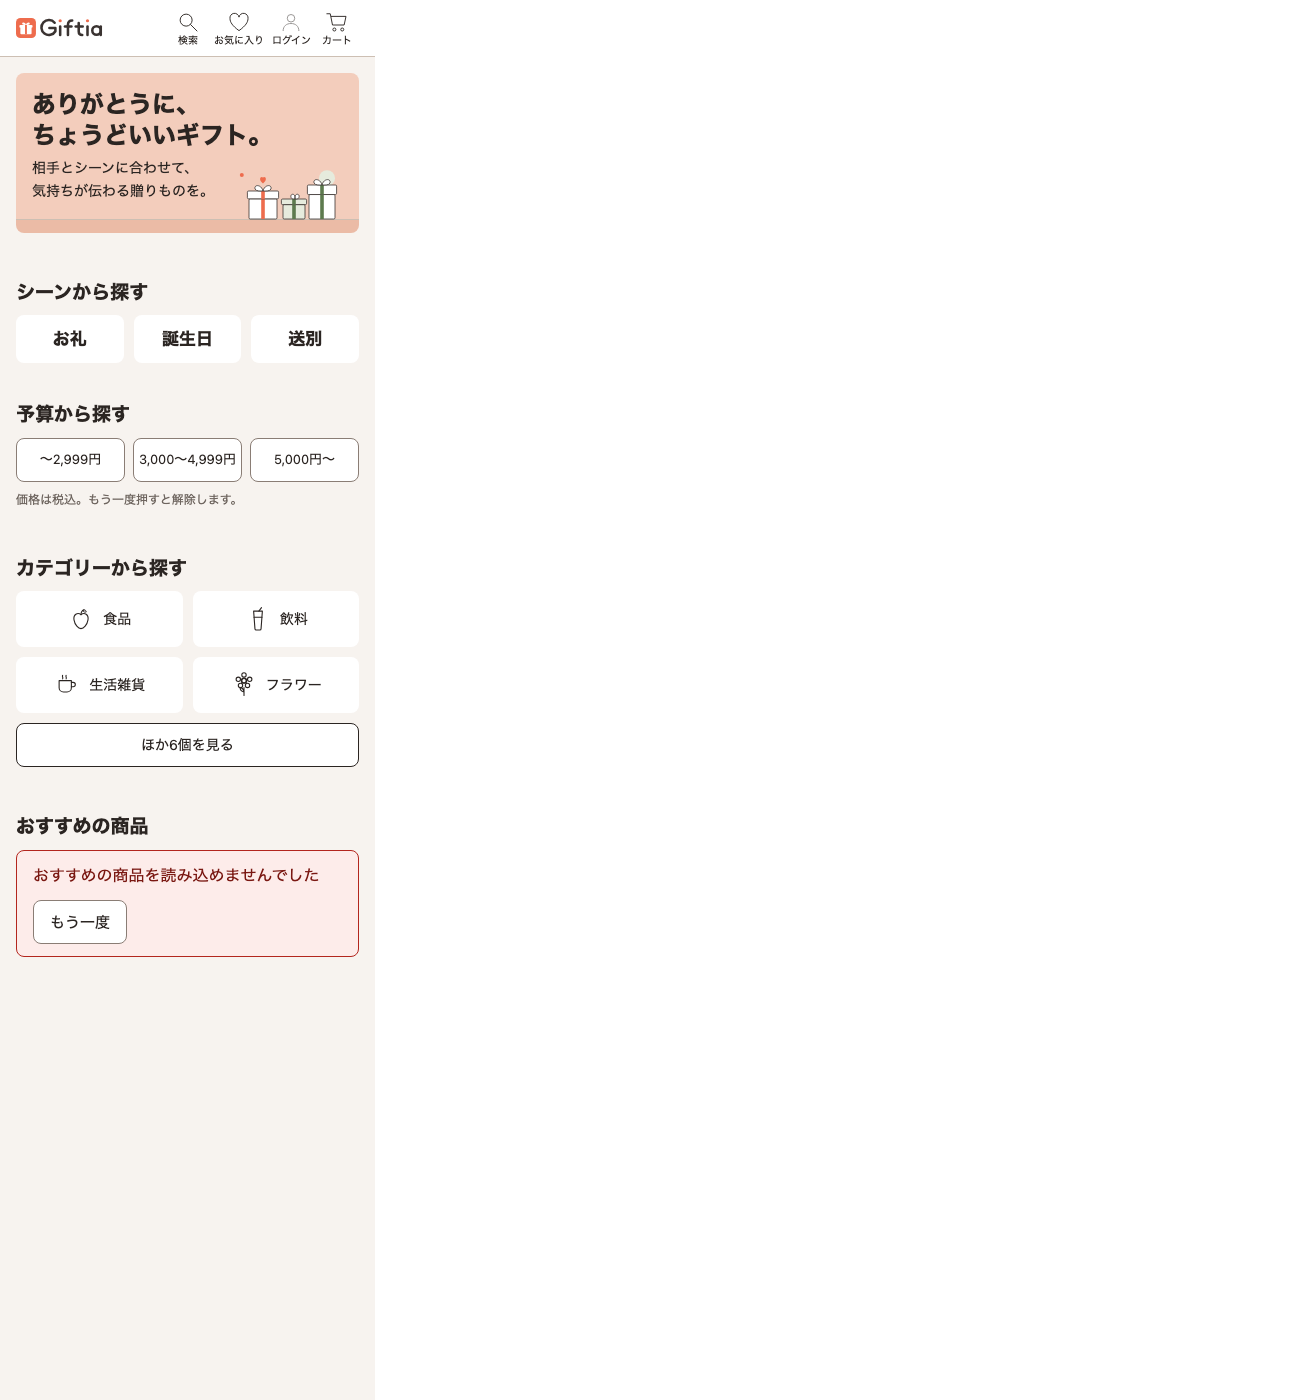 Giftia
検索
お気に入り
ログイン
カート
ありがとうに、
ちょうどいいギフト。
相手とシーンに合わせて、
気持ちが伝わる贈りものを。
シーンから探す
お礼
誕生日
送別
予算から探す
〜2,999円
3,000〜4,999円
5,000円〜
価格は税込。もう一度押すと解除します。
カテゴリーから探す
食品
飲料
生活雑貨
フラワー
ほか6個を見る
おすすめの商品
おすすめの商品を読み込めませんでした
もう一度